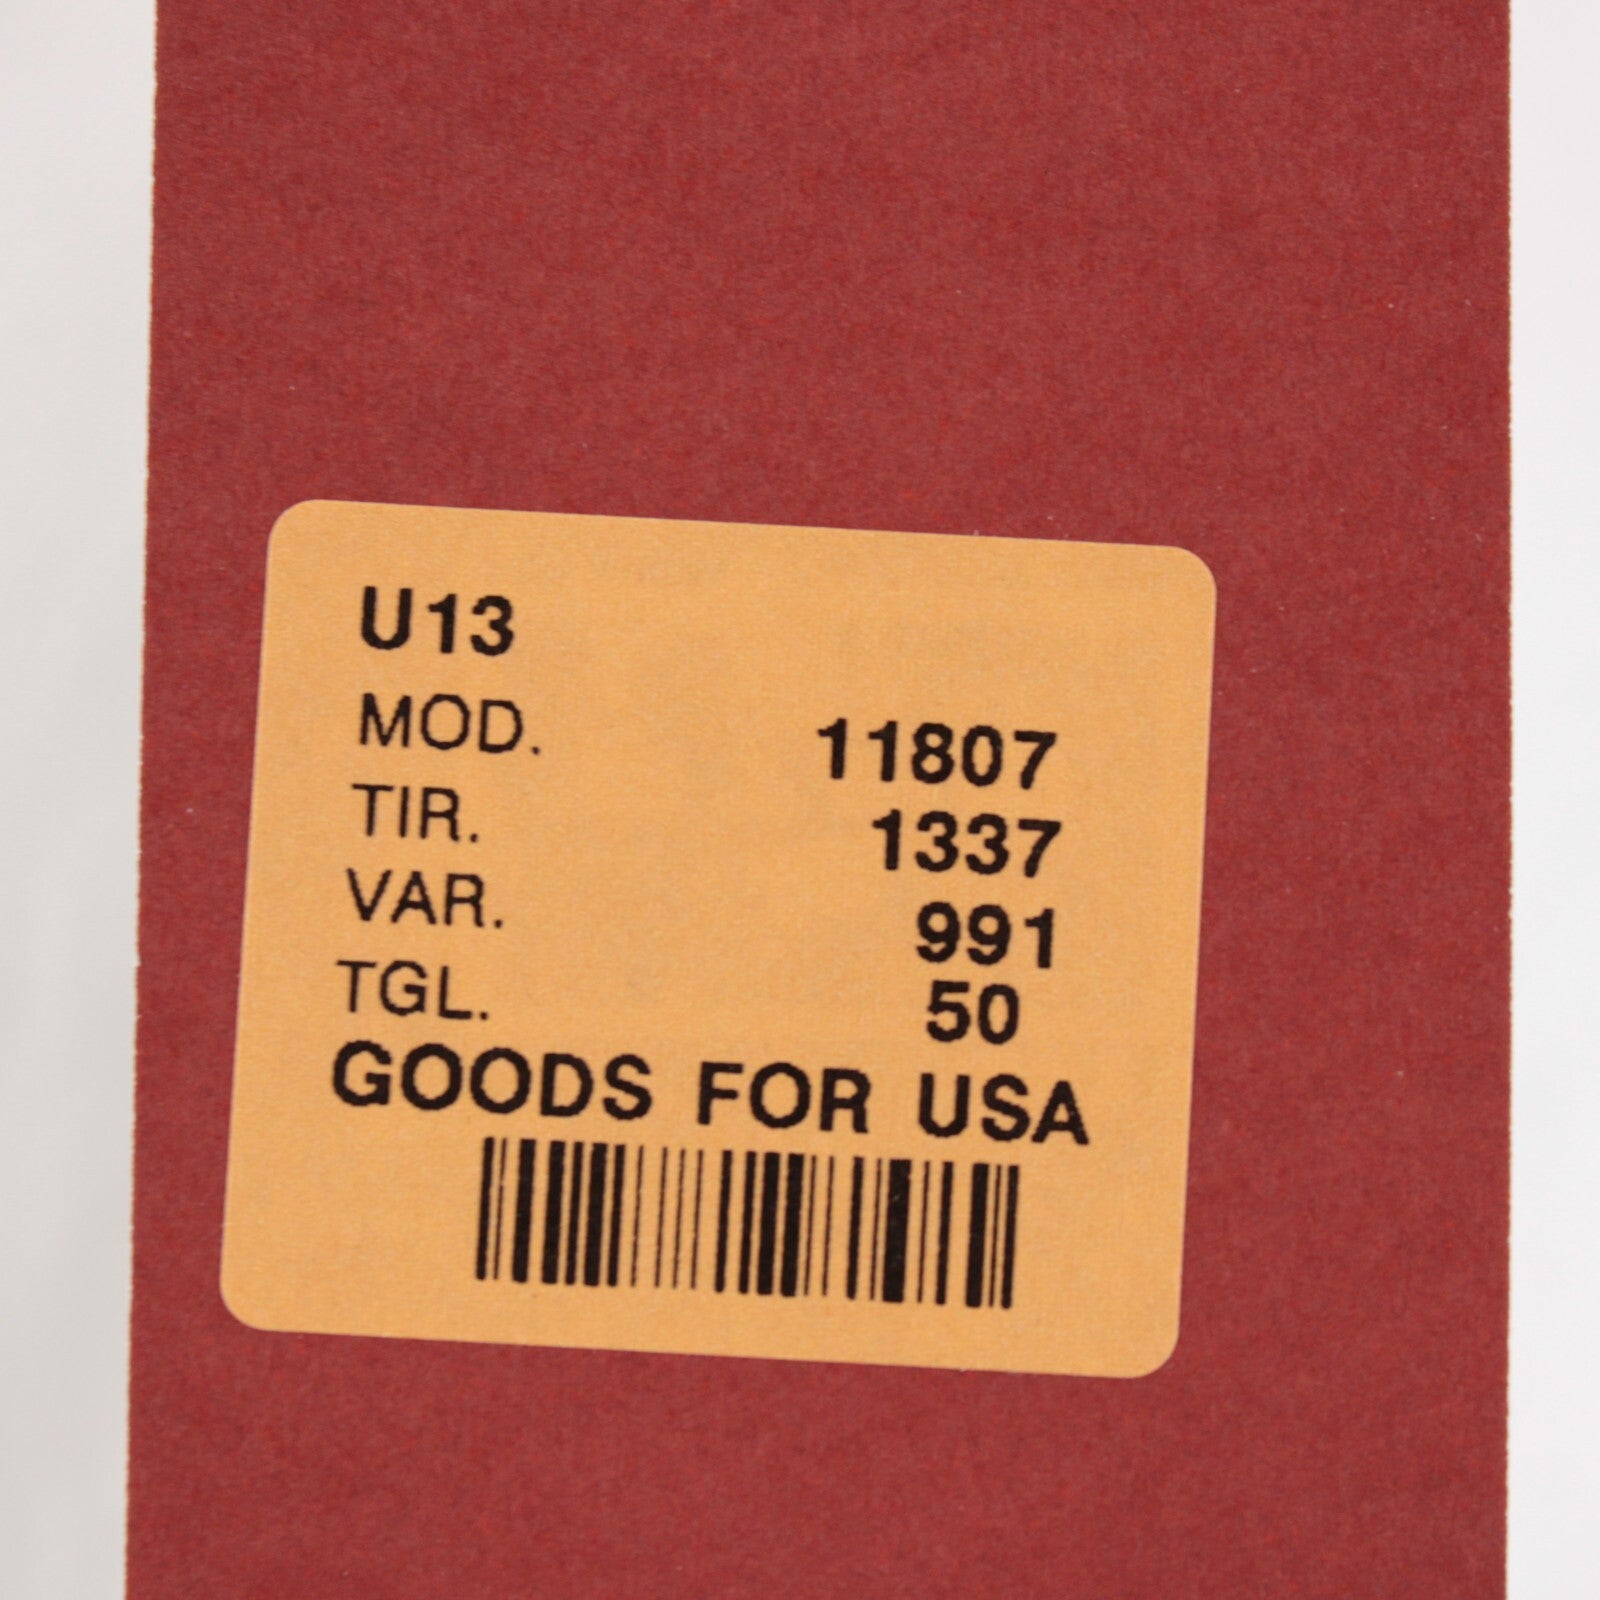 U13
MOD. 11807
TIR. 1337
VAR. 991
TGL. 50
GOODS FOR USA